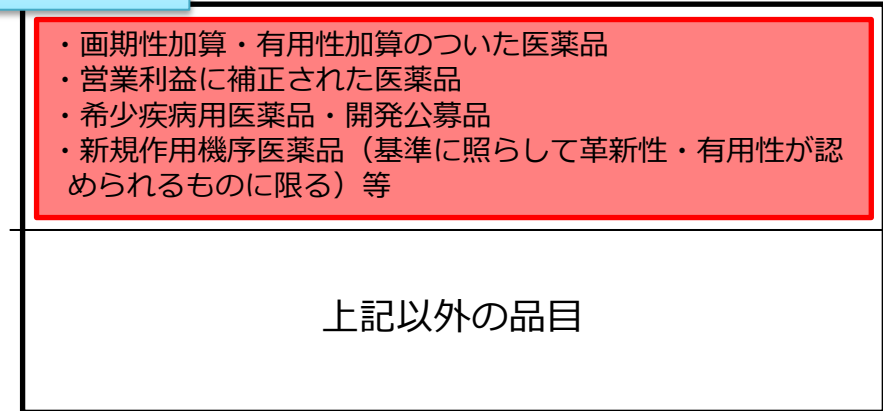 ・画期性加算・有用性加算のついた医薬品
・営業利益に補正された医薬品
・希少疾病用医薬品・開発公募品
・新規作用機序医薬品（基準に照らして革新性・有用性が認
められるものに限る）等
上記以外の品目